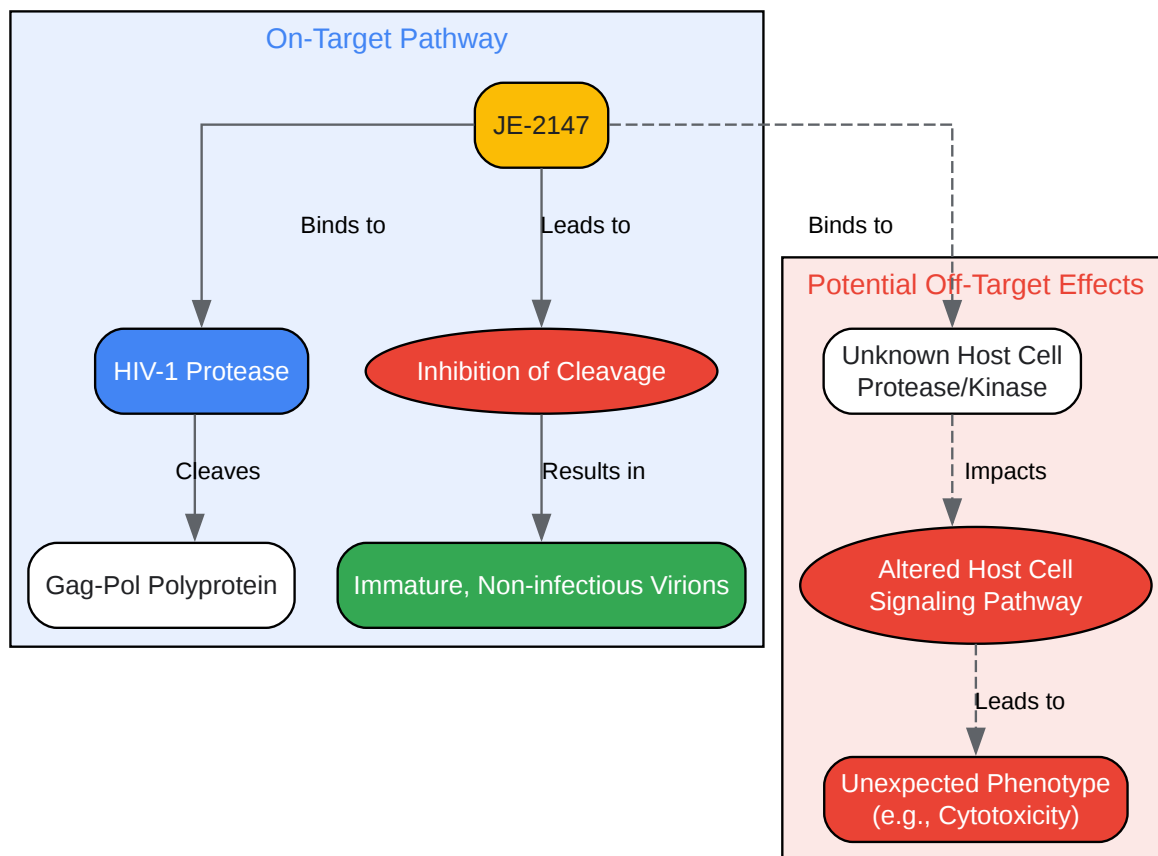 On-Target Pathway
JE-2147
Binds to
Leads to
Binds to
Potential Off-Target Effects
HIV-1 Protease
Inhibition of Cleavage
Unknown Host Cell
Protease/Kinase
Cleaves
Results in
Impacts
Gag-Pol Polyprotein
Immature, Non-infectious Virions
Altered Host Cell
Signaling Pathway
Leads to
Unexpected Phenotype
(e.g., Cytotoxicity)